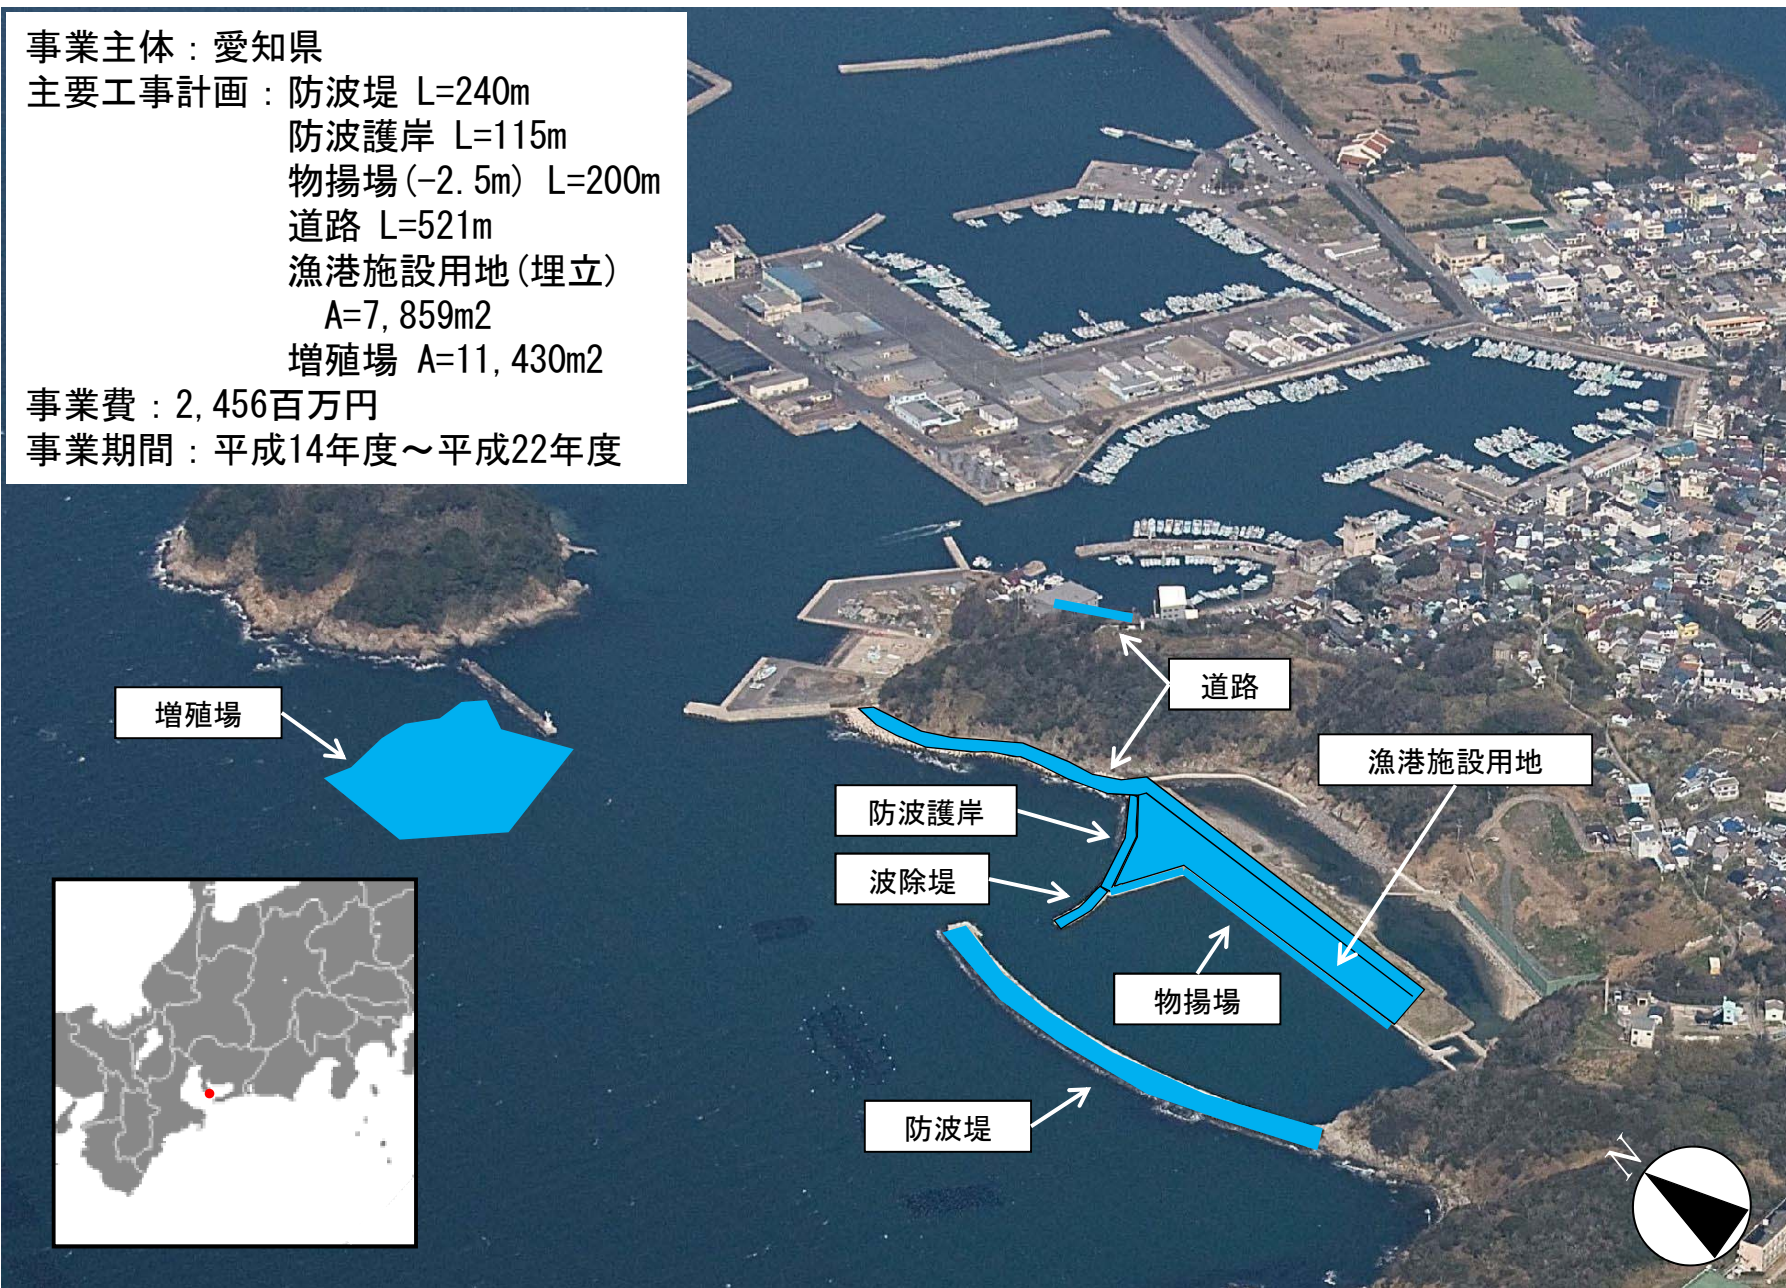 事業主体：愛知県
主要工事計画：防波堤 L=240m
防波護岸 L=115m
物揚場(-2.5m) L=200m
道路 L=521m
漁港施設用地(埋立)
A=7,859m2
増殖場 A=11,430m2
事業費：2,456百万円
事業期間：平成14年度～平成22年度
道路
増殖場
漁港施設用地
防波護岸
波除堤
物揚場
防波堤
N